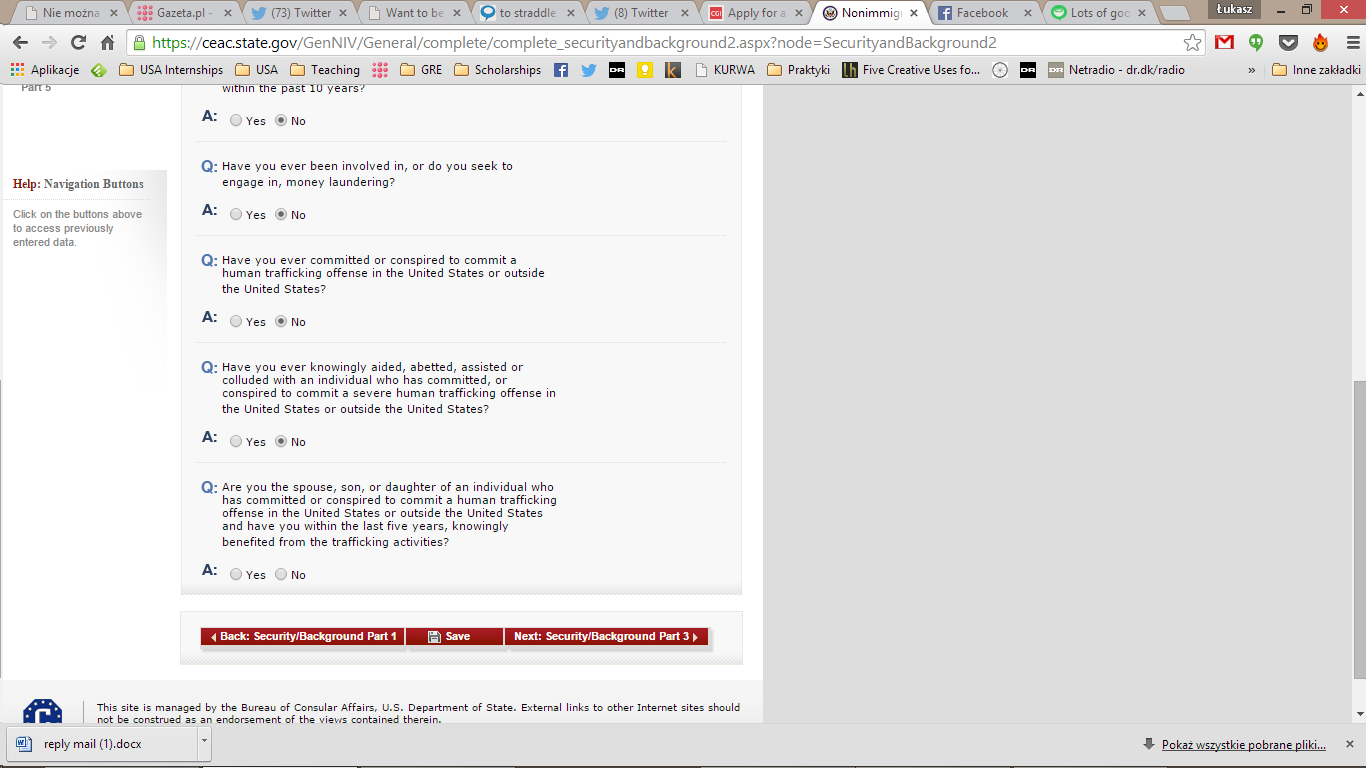 Nie można
Gazeta.pl -
(73) Twitter
Want to be
to straddle
(8) Twitter
CGI
Apply for a
Nonimmig
Facebook
Lots of goo
Łukasz
https://ceac.state.gov/GenNIV/General/complete/complete_securityandbackground2.aspx?node=SecurityandBackground2
Aplikacje
USA Internships
USA
Teaching
GRE
Scholarships
DR
KURWA
Praktyki
lh
Five Creative Uses fo...
DR
DR
Netradio - dr.dk/radio
»
Inne zakładki
Part 5
within the past 10 years?
A: Yes No
Q: Have you ever been involved in, or do you seek to
engage in, money laundering?
A: Yes No
Help: Navigation Buttons
Click on the buttons above
to access previously
entered data.
Q: Have you ever committed or conspired to commit a
human trafficking offense in the United States or outside
the United States?
A: Yes No
Q: Have you ever knowingly aided, abetted, assisted or
colluded with an individual who has committed, or
conspired to commit a severe human trafficking offense in
the United States or outside the United States?
A: Yes No
Q: Are you the spouse, son, or daughter of an individual who
has committed or conspired to commit a human trafficking
offense in the United States or outside the United States
and have you within the last five years, knowingly
benefited from the trafficking activities?
A: Yes No
Back: Security/Background Part 1
Save
Next: Security/Background Part 3
This site is managed by the Bureau of Consular Affairs, U.S. Department of State. External links to other Internet sites should
not be construed as an endorsement of the views contained therein.
reply mail (1).docx
Pokaż wszystkie pobrane pliki...